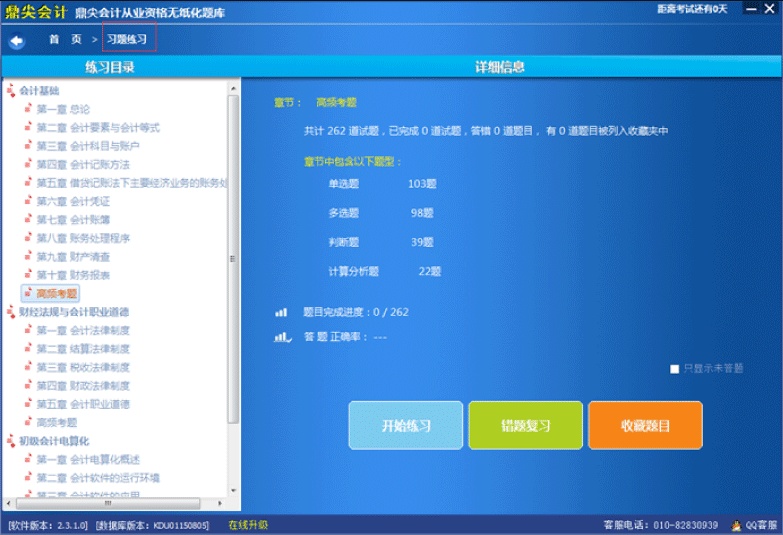 鼎尖会计 鼎尖会计从业资格无纸化题库 距离考试还有0天
首 页 > 习题练习
练习目录 详细信息
会计基础
第一章 总论
第二章 会计要素与会计等式
第三章 会计科目与账户
第四章 会计记账方法
第五章 借贷记账法下主要经济业务的账务处
第六章 会计凭证
第七章 会计账簿
第八章 账务处理程序
第九章 财产清查
第十章 财务报表
高频考题
财经法规与会计职业道德
第一章 会计法律制度
第二章 结算法律制度
第三章 税收法律制度
第四章 财政法律制度
第五章 会计职业道德
高频考题
初级会计电算化
第一章 会计电算化概述
第二章 会计软件的运行环境
第三章 会计软件的应用
章节: 高频考题
共计 262 道试题,已完成 0 道试题,答错 0 道题目, 有 0 道题目被列入收藏夹中
章节中包含以下题型:
单选题 103题
多选题 98题
判断题 39题
计算分析题 22题
题目完成进度:0 / 262
答 题 正确率: ---
只显示未答题
开始练习 错题复习 收藏题目
[软件版本: 2.3.1.0] [数据库版本: KDU01150805] 在线升级 客服电话: 010-82830939 QQ客服